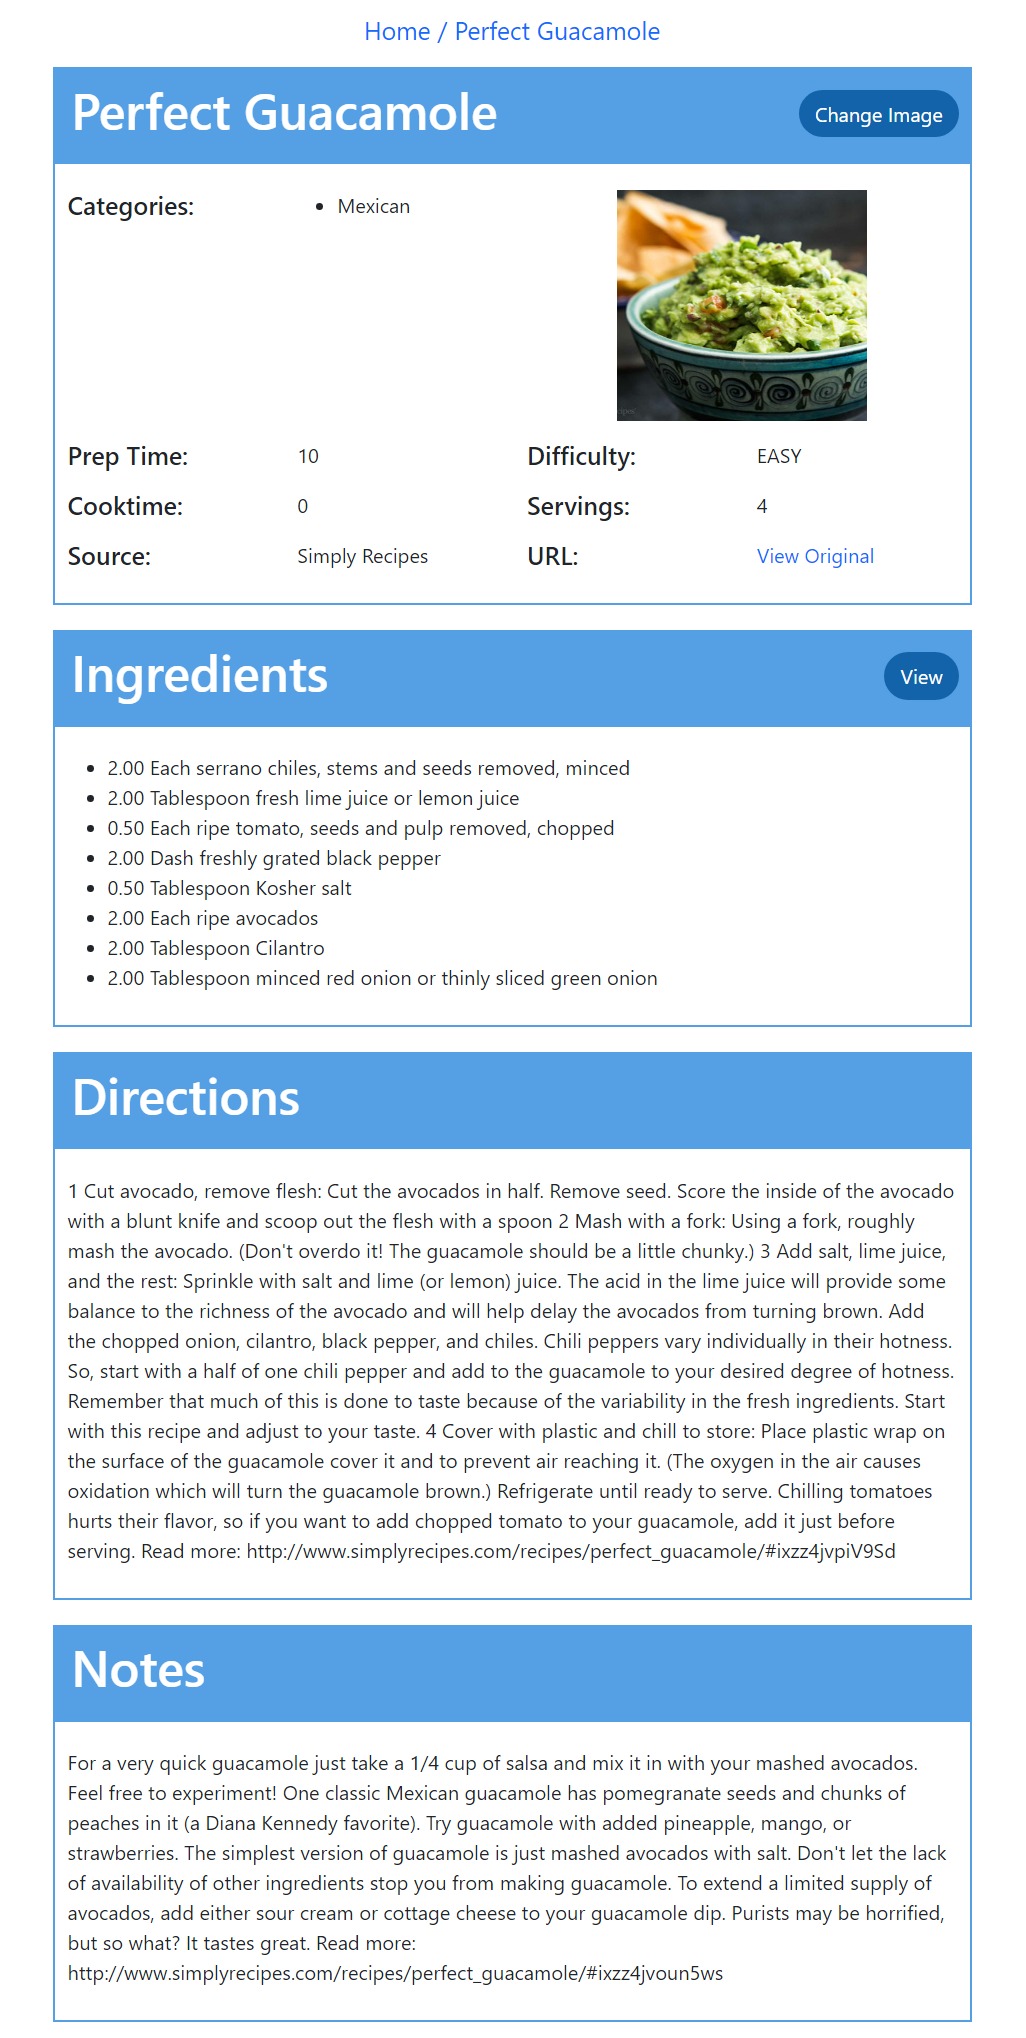 Home / Perfect Guacamole
Perfect Guacamole
Change Image
Categories:
• Mexican
Prep Time:
10
Difficulty:
EASY
Cooktime:
0
Servings:
4
Source:
Simply Recipes
URL:
View Original
Ingredients
View
• 2.00 Each serrano chiles, stems and seeds removed, minced
• 2.00 Tablespoon fresh lime juice or lemon juice
• 0.50 Each ripe tomato, seeds and pulp removed, chopped
• 2.00 Dash freshly grated black pepper
• 0.50 Tablespoon Kosher salt
• 2.00 Each ripe avocados
• 2.00 Tablespoon Cilantro
• 2.00 Tablespoon minced red onion or thinly sliced green onion
Directions
1 Cut avocado, remove flesh: Cut the avocados in half. Remove seed. Score the inside of the avocado
with a blunt knife and scoop out the flesh with a spoon 2 Mash with a fork: Using a fork, roughly
mash the avocado. (Don't overdo it! The guacamole should be a little chunky.) 3 Add salt, lime juice,
and the rest: Sprinkle with salt and lime (or lemon) juice. The acid in the lime juice will provide some
balance to the richness of the avocado and will help delay the avocados from turning brown. Add
the chopped onion, cilantro, black pepper, and chiles. Chili peppers vary individually in their hotness.
So, start with a half of one chili pepper and add to the guacamole to your desired degree of hotness.
Remember that much of this is done to taste because of the variability in the fresh ingredients. Start
with this recipe and adjust to your taste. 4 Cover with plastic and chill to store: Place plastic wrap on
the surface of the guacamole cover it and to prevent air reaching it. (The oxygen in the air causes
oxidation which will turn the guacamole brown.) Refrigerate until ready to serve. Chilling tomatoes
hurts their flavor, so if you want to add chopped tomato to your guacamole, add it just before
serving. Read more: http://www.simplyrecipes.com/recipes/perfect_guacamole/#ixzz4jvpiV9Sd
Notes
For a very quick guacamole just take a 1/4 cup of salsa and mix it in with your mashed avocados.
Feel free to experiment! One classic Mexican guacamole has pomegranate seeds and chunks of
peaches in it (a Diana Kennedy favorite). Try guacamole with added pineapple, mango, or
strawberries. The simplest version of guacamole is just mashed avocados with salt. Don't let the lack
of availability of other ingredients stop you from making guacamole. To extend a limited supply of
avocados, add either sour cream or cottage cheese to your guacamole dip. Purists may be horrified,
but so what? It tastes great. Read more:
http://www.simplyrecipes.com/recipes/perfect_guacamole/#ixzz4jvoun5ws